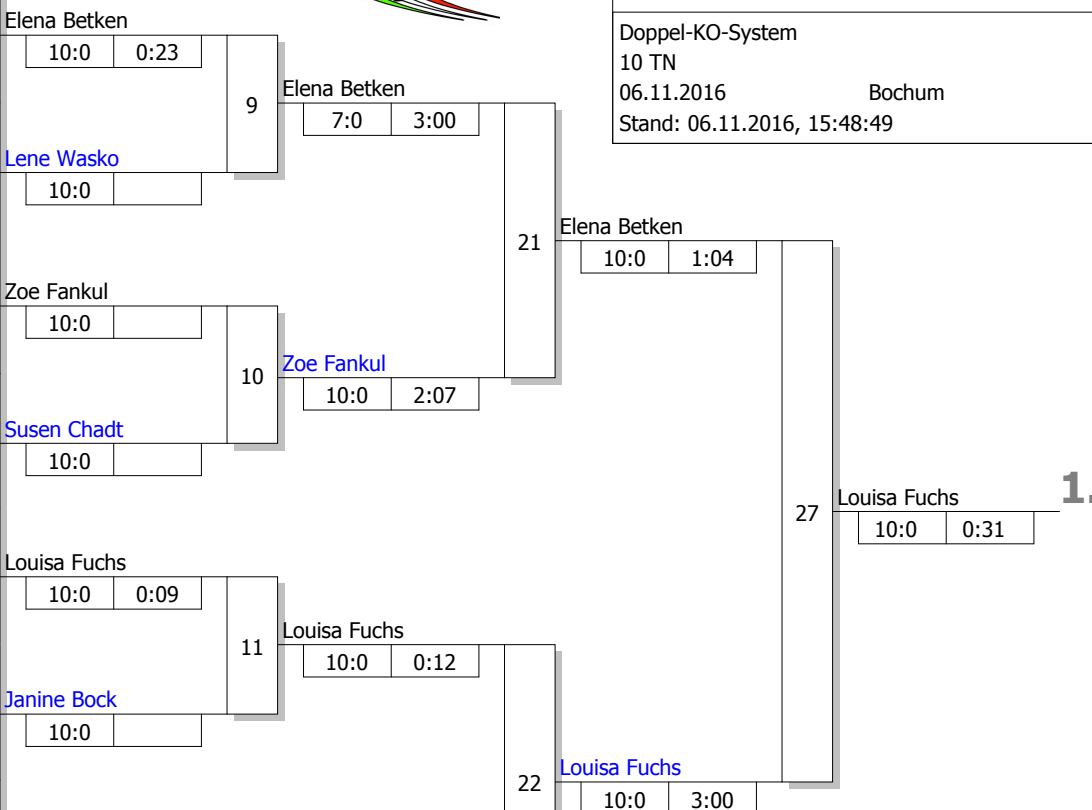 Doppel-KO-System
10 TN
06.11.2016 Bochum
Stand: 06.11.2016, 15:48:49
Elena Betken
10:0 0:23
9
Lene Wasko
10:0
Elena Betken
7:0 3:00
21
Zoe Fankul
10:0
10
Susen Chadt
10:0
Zoe Fankul
10:0 2:07
Elena Betken
10:0 1:04
27
Louisa Fuchs
10:0 0:31
1.
Louisa Fuchs
10:0 0:09
11
Janine Bock
10:0
Louisa Fuchs
10:0 0:12
22
Louisa Fuchs
10:0 3:00